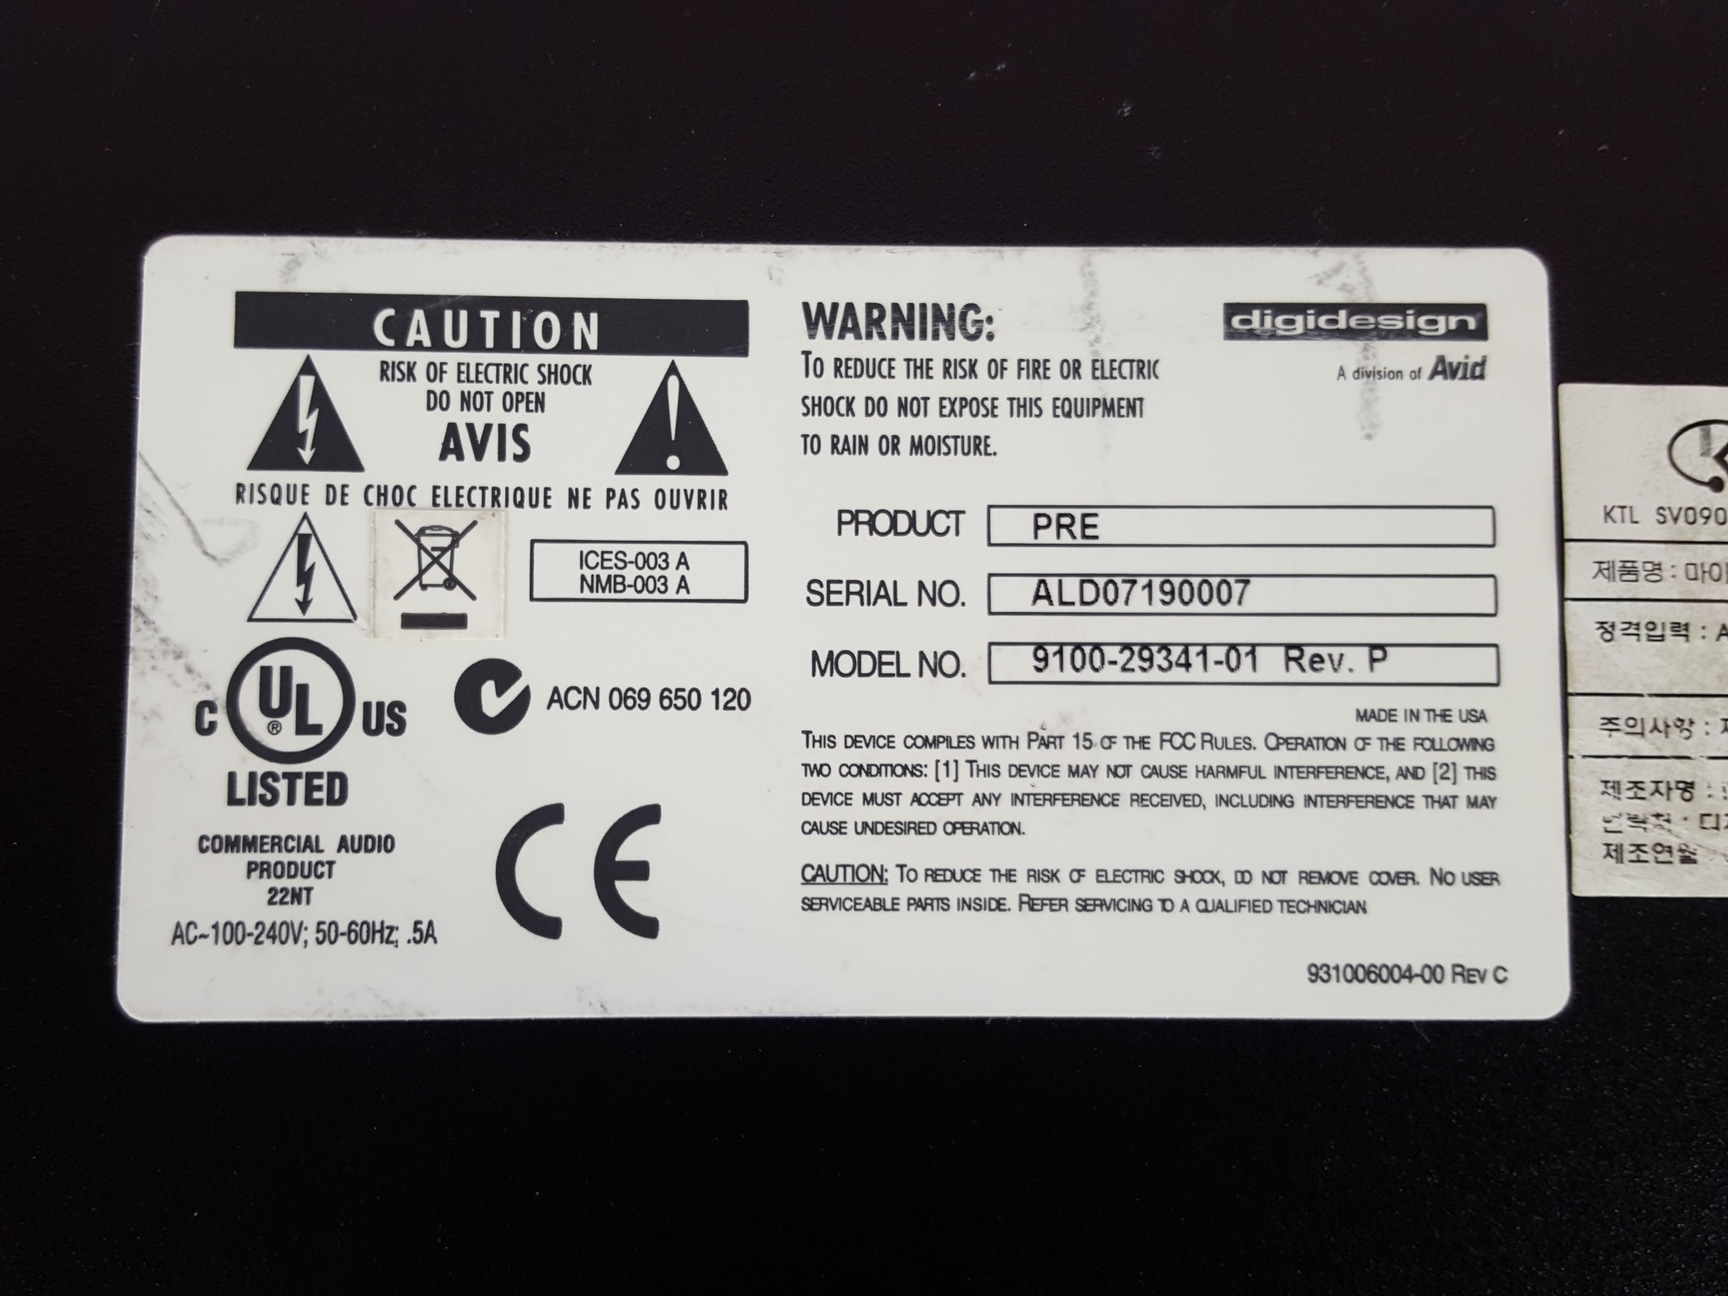 CAUTION
RISK OF ELECTRIC SHOCK
DO NOT OPEN
AVIS
RISQUE DE CHOC ELECTRIQUE NE PAS OUVRIR
ICES-003 A
NMB-003 A
C UL ® US
LISTED
ACN 069 650 120
COMMERCIAL AUDIO
PRODUCT
22NT
AC~100-240V; 50-60Hz; .5A
CE
WARNING:
TO REDUCE THE RISK OF FIRE OR ELECTRIC
SHOCK DO NOT EXPOSE THIS EQUIPMENT
TO RAIN OR MOISTURE.
digidesign
A division of Avid
PRODUCT PRE
SERIAL NO. ALD07190007
MODEL NO. 9100-29341-01 Rev. P
MADE IN THE USA
THIS DEVICE COMPILES WITH PART 15 OF THE FCC RULES. OPERATION OF THE FOLLOWING
TWO CONDITIONS: [1] THIS DEVICE MAY NOT CAUSE HARMFUL INTERFERENCE, AND [2] THIS
DEVICE MUST ACCEPT ANY INTERFERENCE RECEIVED, INCLUDING INTERFERENCE THAT MAY
CAUSE UNDESIRED OPERATION.
CAUTION: TO REDUCE THE RISK OF ELECTRIC SHOCK, DO NOT REMOVE COVER. NO USER
SERVICEABLE PARTS INSIDE. REFER SERVICING TO A QUALIFIED TECHNICIAN
931006004-00 REV C
KTL SV090
제품명 : 마이
정격입력 : A
주의사항 :
제조자명 :
연락처 : 디
제조연월 :